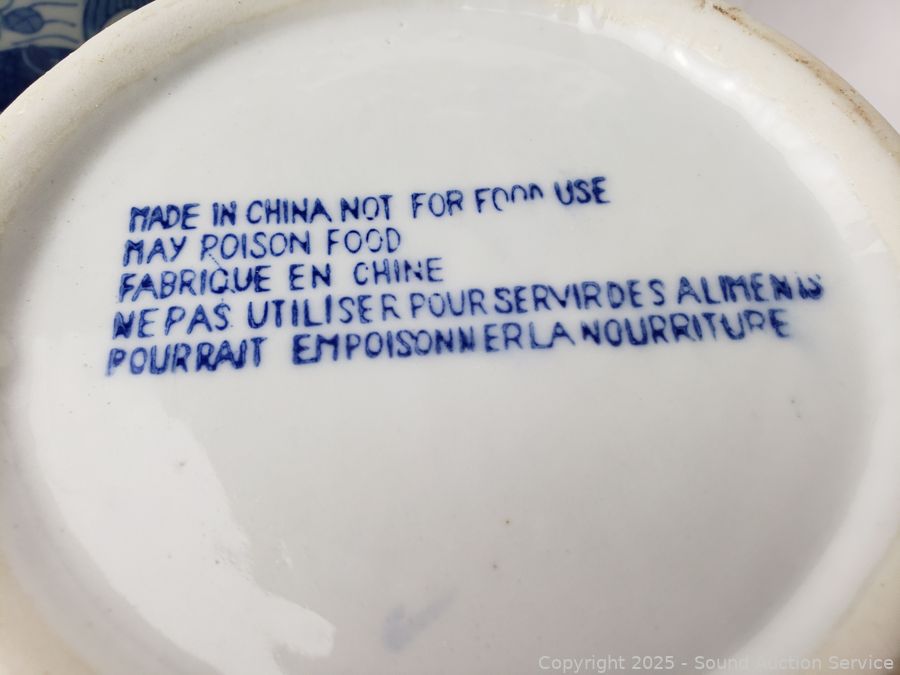 MADE IN CHINA NOT FOR FOOD USE
MAY POISON FOOD
FABRIQUE EN CHINE
NE PAS UTILISER POUR SERVIR DES ALIMENTS
POURRAIT EMPOISONNER LA NOURRITURE
Copyright © 2025 - Sound Auction Service